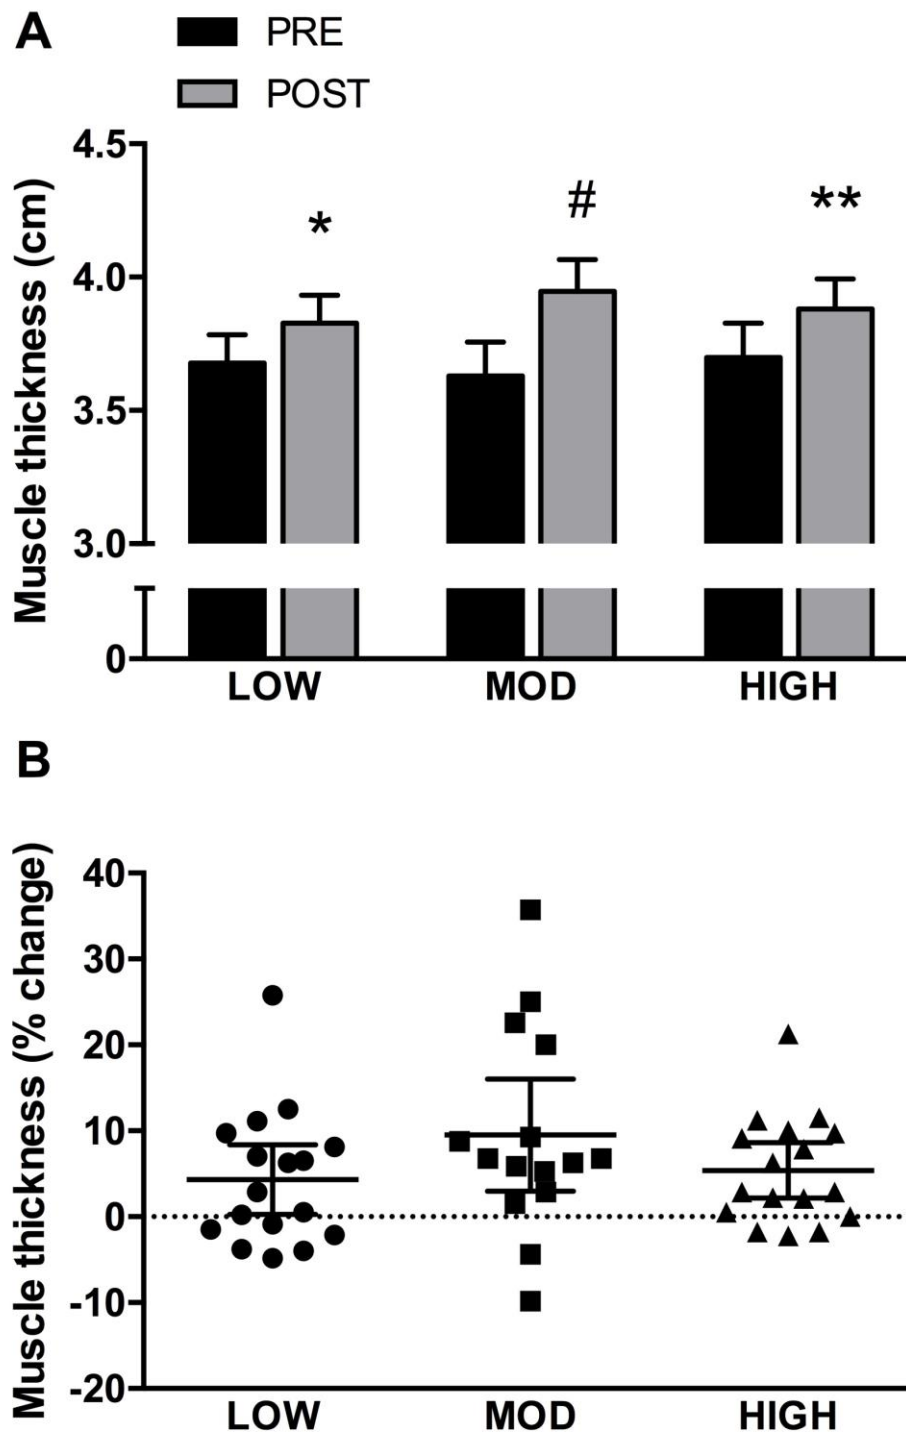 A
PRE
POST
Muscle thickness (cm)
4.5
4.0
3.5
3.0
0
*
#
**
LOW MOD HIGH
B
Muscle thickness (% change)
40
30
20
10
0
-10
-20
LOW MOD HIGH